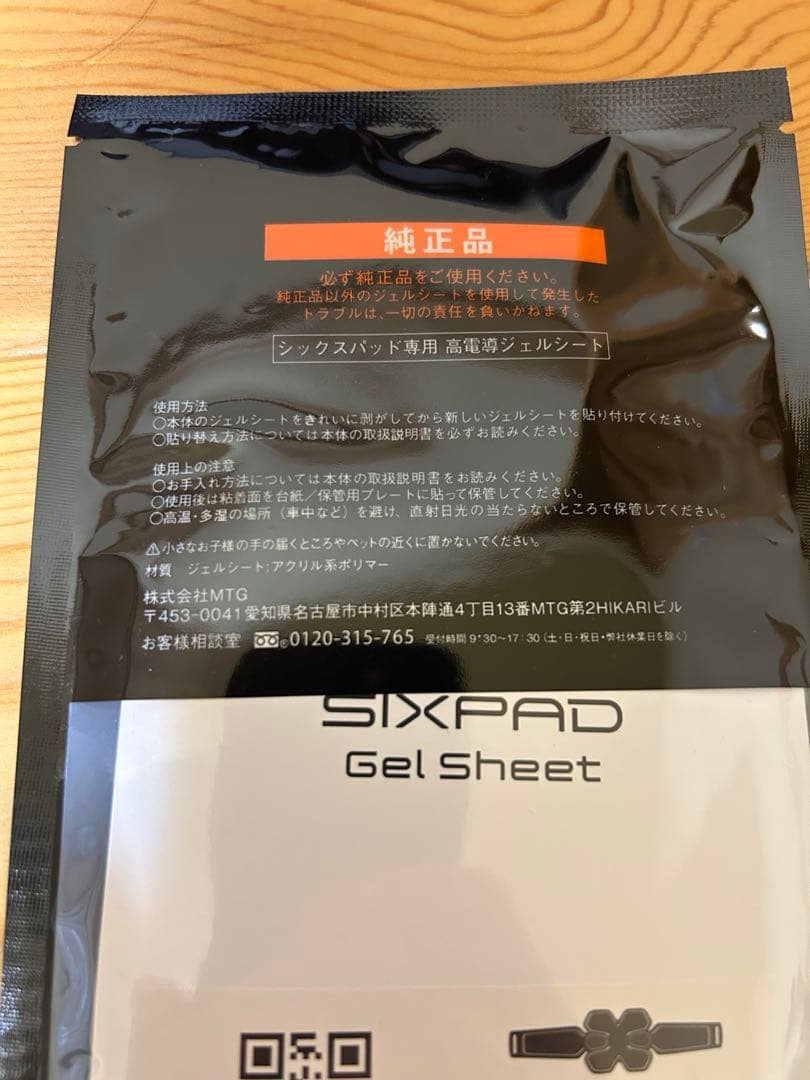 純正品
必ず純正品をご使用ください。
純正品以外のジェルシートを使用して発生した
トラブルは、一切の責任を負いかねます。
シックスパッド専用 高電導ジェルシート
使用方法
○本体のジェルシートをきれいに剥がしてから新しいジェルシートを貼り付けてください。
○貼り替え方法については本体の取扱説明書を必ずお読みください。
使用上の注意
○お手入れ方法については本体の取扱説明書をお読みください。
○使用後は粘着面を台紙／保管用プレートに貼って保管してください。
○高温・多湿の場所（車中など）を避け、直射日光の当たらないところで保管してください。
⚠小さなお子様の手の届くところやペットの近くに置かないでください。
材質 ジェルシート：アクリル系ポリマー
株式会社MTG
〒453-0041 愛知県名古屋市中村区本陣通4丁目13番MTG第2HIKARIビル
お客様相談室 ®0120-315-765 受付時間 9:30～17:30（土・日・祝日・弊社休業日を除く）
SIXPAD
Gel Sheet